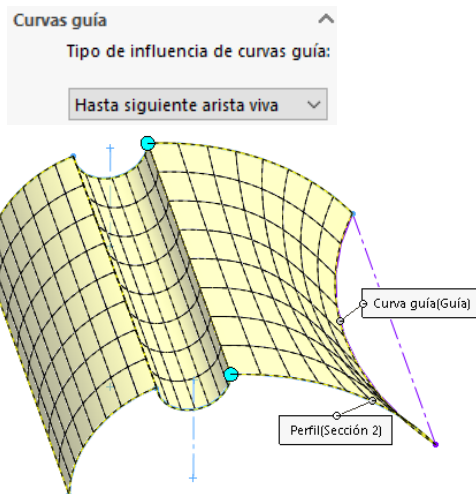 Curvas guía
Tipo de influencia de curvas guía:
Hasta siguiente arista viva
Curva guía(Guía)
Perfil(Sección 2)